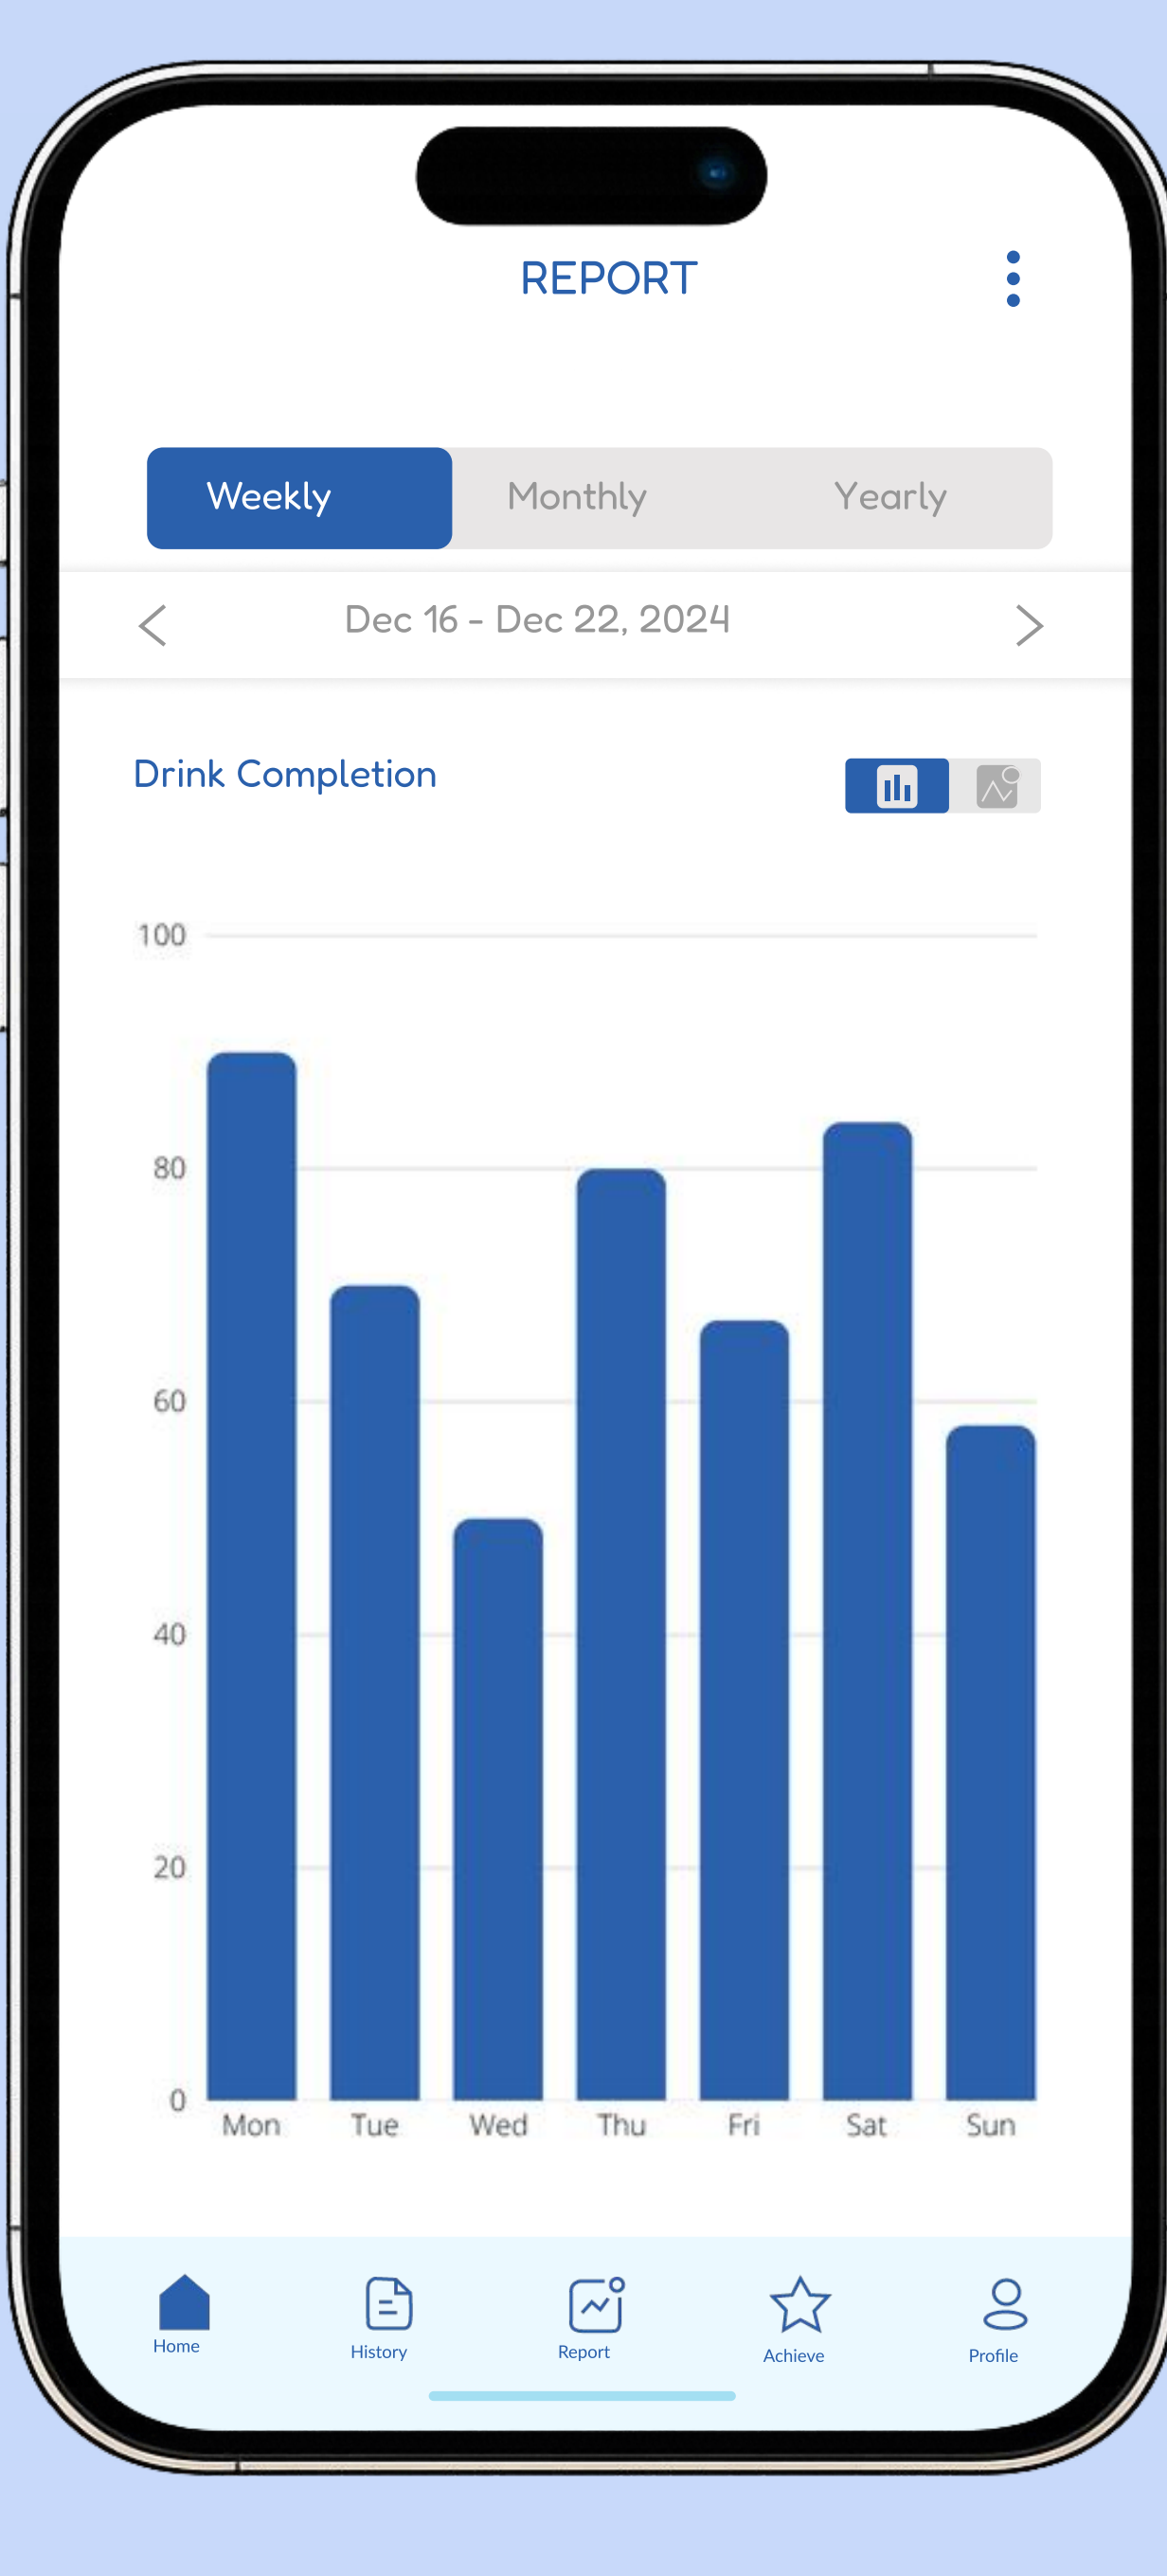 REPORT
Weekly Monthly Yearly
Dec 16 - Dec 22, 2024
Drink Completion
100
80
60
40
20
0
Mon Tue Wed Thu Fri Sat Sun
Home History Report Achieve Profile